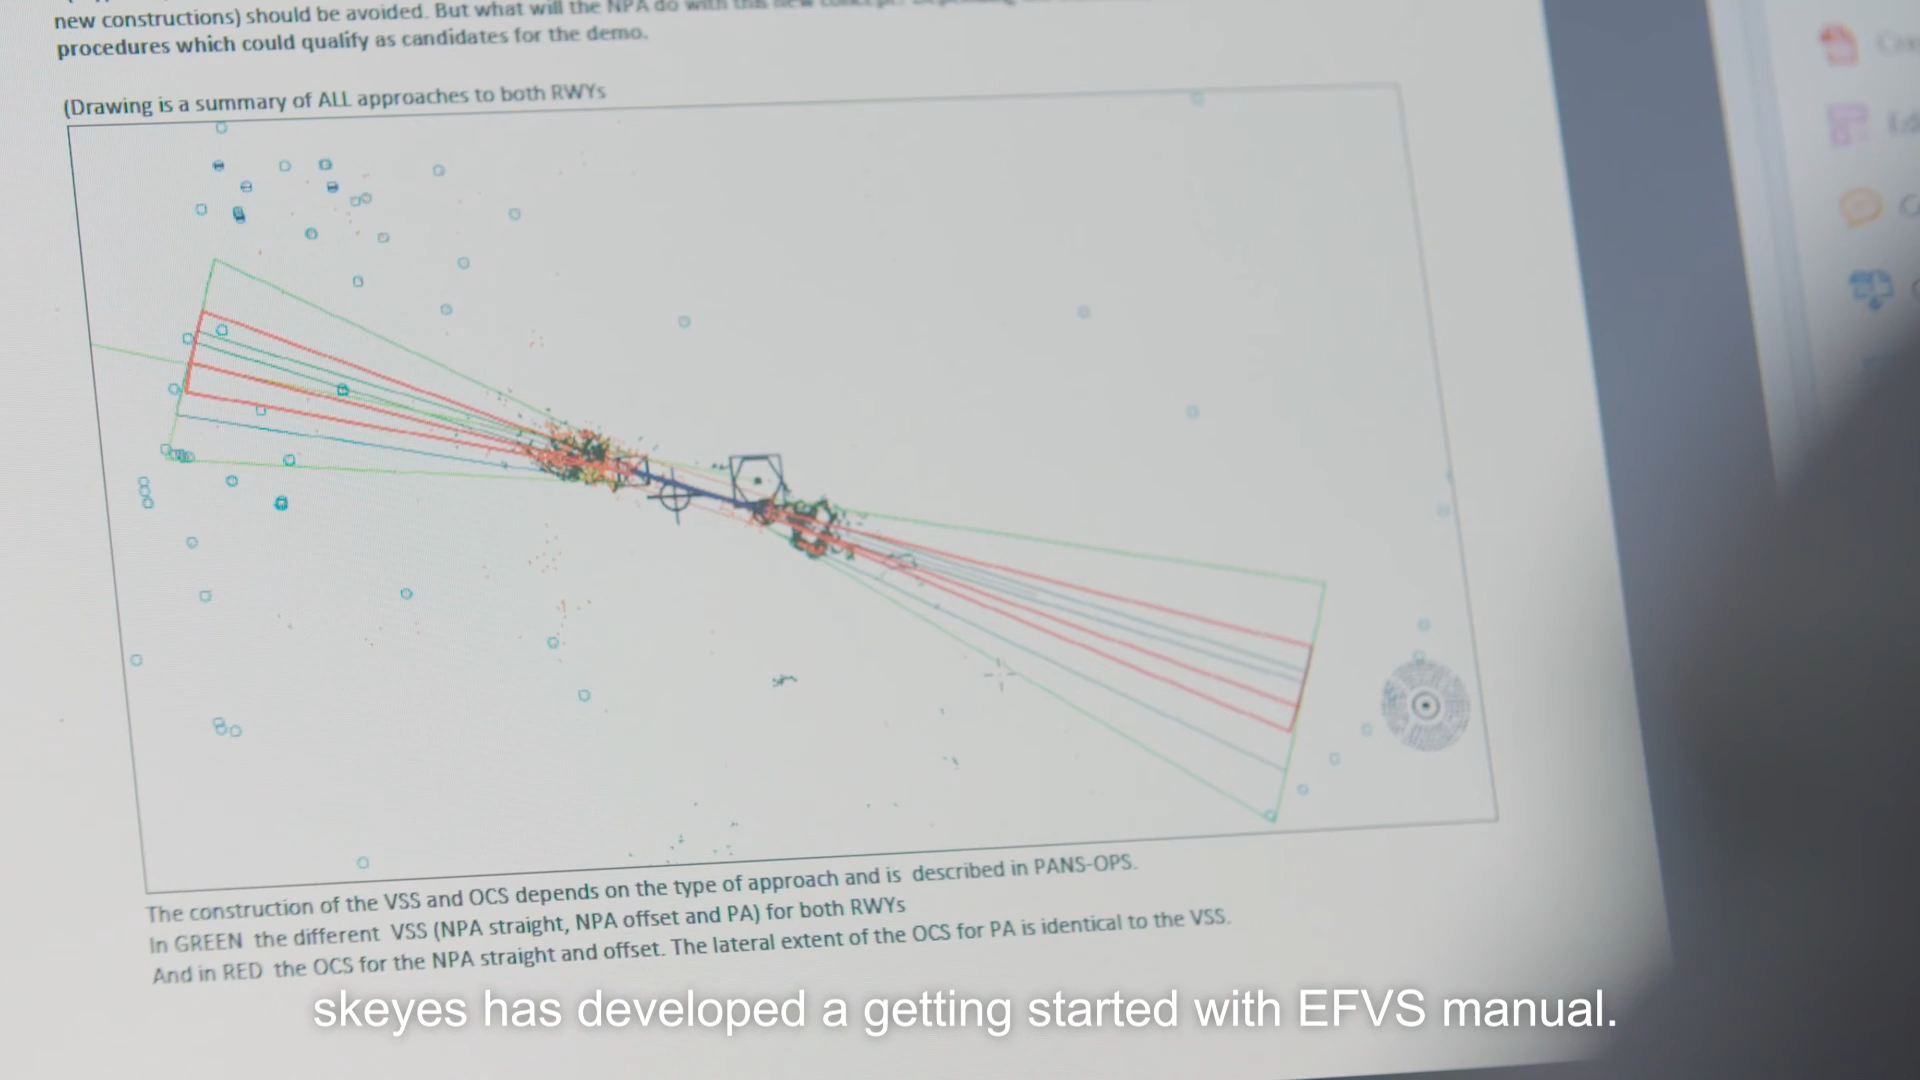 new constructions) should be avoided. But what will the NPA do with this new concept.
procedures which could qualify as candidates for the demo.
(Drawing is a summary of ALL approaches to both RWYs
The construction of the VSS and OCS depends on the type of approach and is described in PANS-OPS.
In GREEN the different VSS (NPA straight, NPA offset and PA) for both RWYs
And in RED the OCS for the NPA straight and offset. The lateral extent of the OCS for PA is identical to the VSS.
skeyes has developed a getting started with EFVS manual.